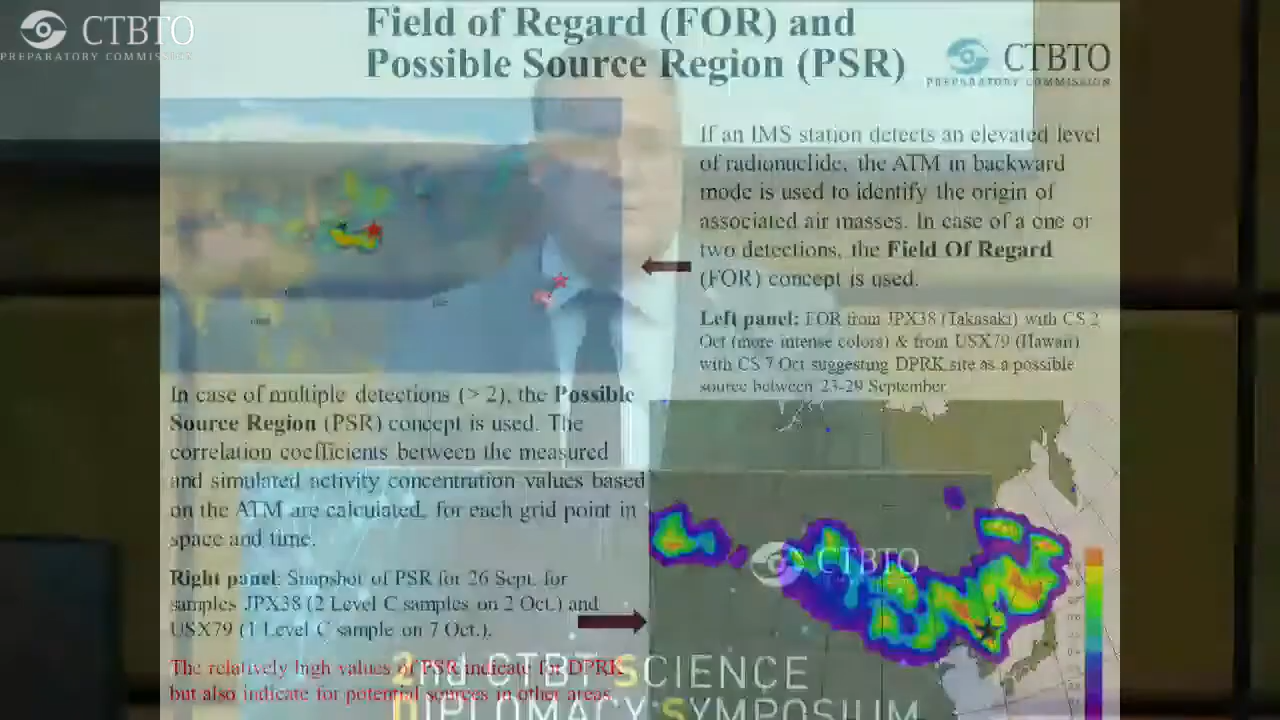 CTBTO
PREPARATORY COMMISSION
Field of Regard (FOR) and
Possible Source Region (PSR)
CTBTO
PREPARATORY COMMISSION
If an IMS station detects an elevated level
of radionuclide, the ATM in backward
mode is used to identify the origin of
associated air masses. In case of a one or
two detections, the Field Of Regard
(FOR) concept is used.
Left panel: FOR from JPX38 (Takasaki) with CS 2
Oct (more intense colors) & from USX79 (Hawaii)
with CS 7 Oct suggesting DPRK site as a possible
source between 23-29 September.
In case of multiple detections (> 2), the Possible
Source Region (PSR) concept is used. The
correlation coefficients between the measured
and simulated activity concentration values based
on the ATM are calculated, for each grid point in
space and time.
Right panel: Snapshot of PSR for 26 Sept. for
samples JPX38 (2 Level C samples on 2 Oct.) and
USX79 (1 Level C sample on 7 Oct.).
The relatively high values of PSR indicate for DPRK
but also indicate for potential sources in other areas.
CTBTO
2nd CTBT SCIENCE
DIPLOMACY SYMPOSIUM